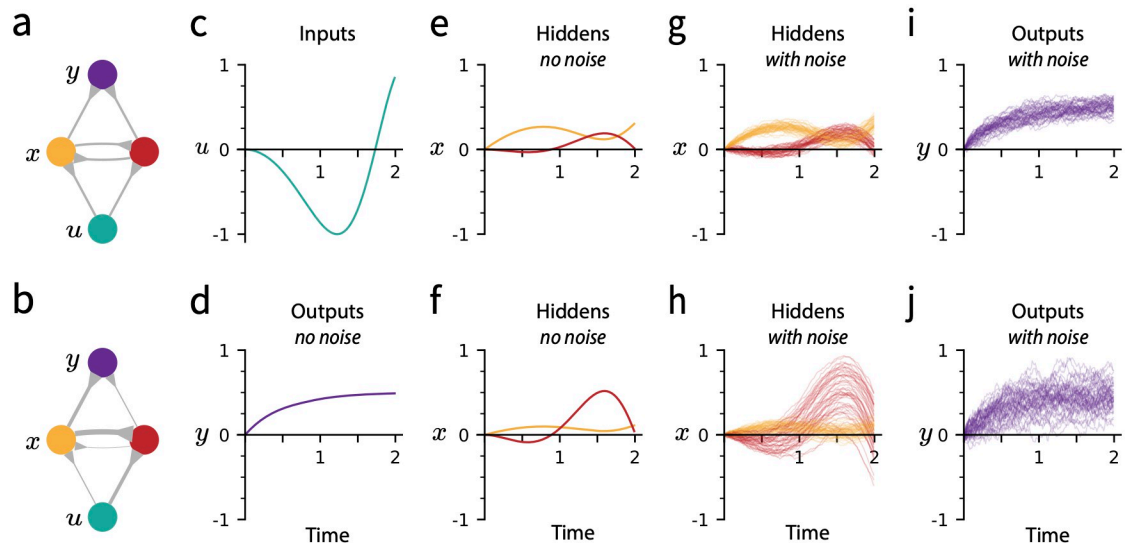 a
y
x
u
c
Inputs
1
u 0
1
2
-1
e
Hiddens
no noise
1
x 0
1
2
-1
g
Hiddens
with noise
1
x 0
1
2
-1
i
Outputs
with noise
1
y 0
1
2
-1
b
y
x
u
d
Outputs
no noise
1
y 0
1
2
-1
Time
f
Hiddens
no noise
1
x 0
1
2
-1
Time
h
Hiddens
with noise
1
x 0
1
2
-1
Time
j
Outputs
with noise
1
y 0
1
2
-1
Time